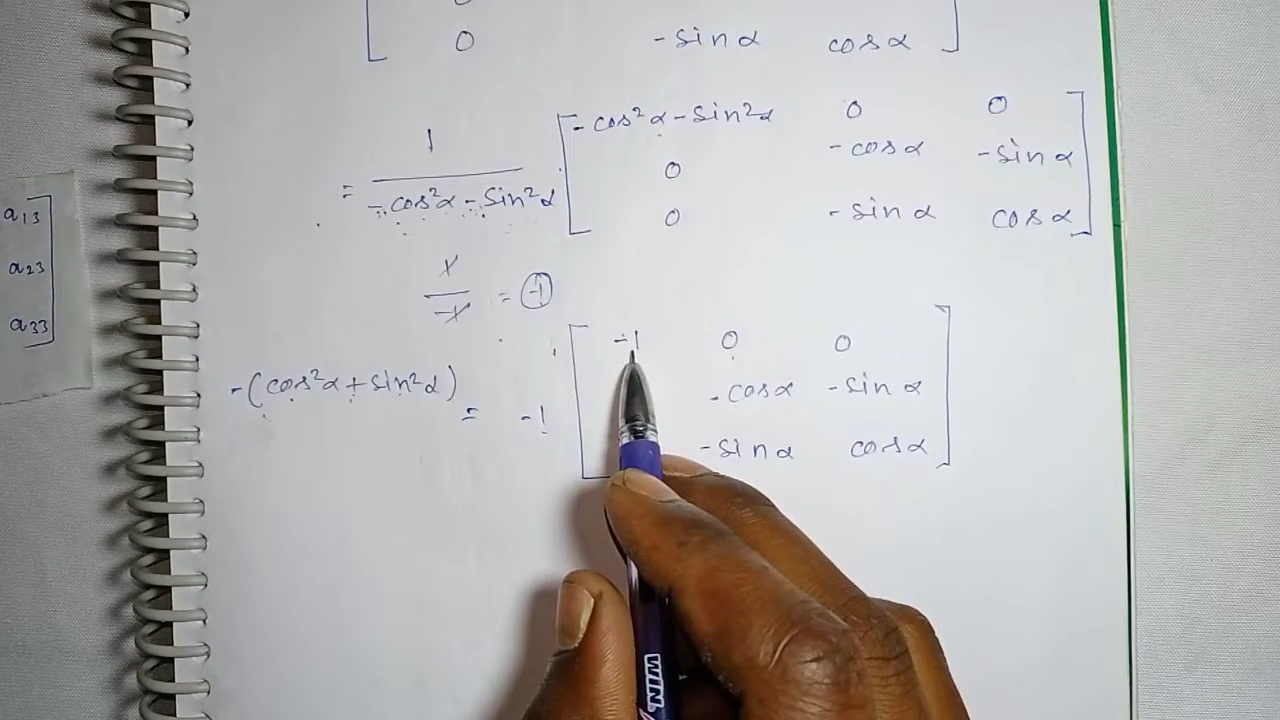 0 -sin α cos α
1
-cos²α - sin²α 0 0
= -cos²α - sin²α
0 -cos α -sin α
0 -sin α cos α
a13
a23
a33
1
-1 = -1
-1 0 0
-(cos²α + sin²α) = -1
-cos α -sin α
-sin α cos α
WIN